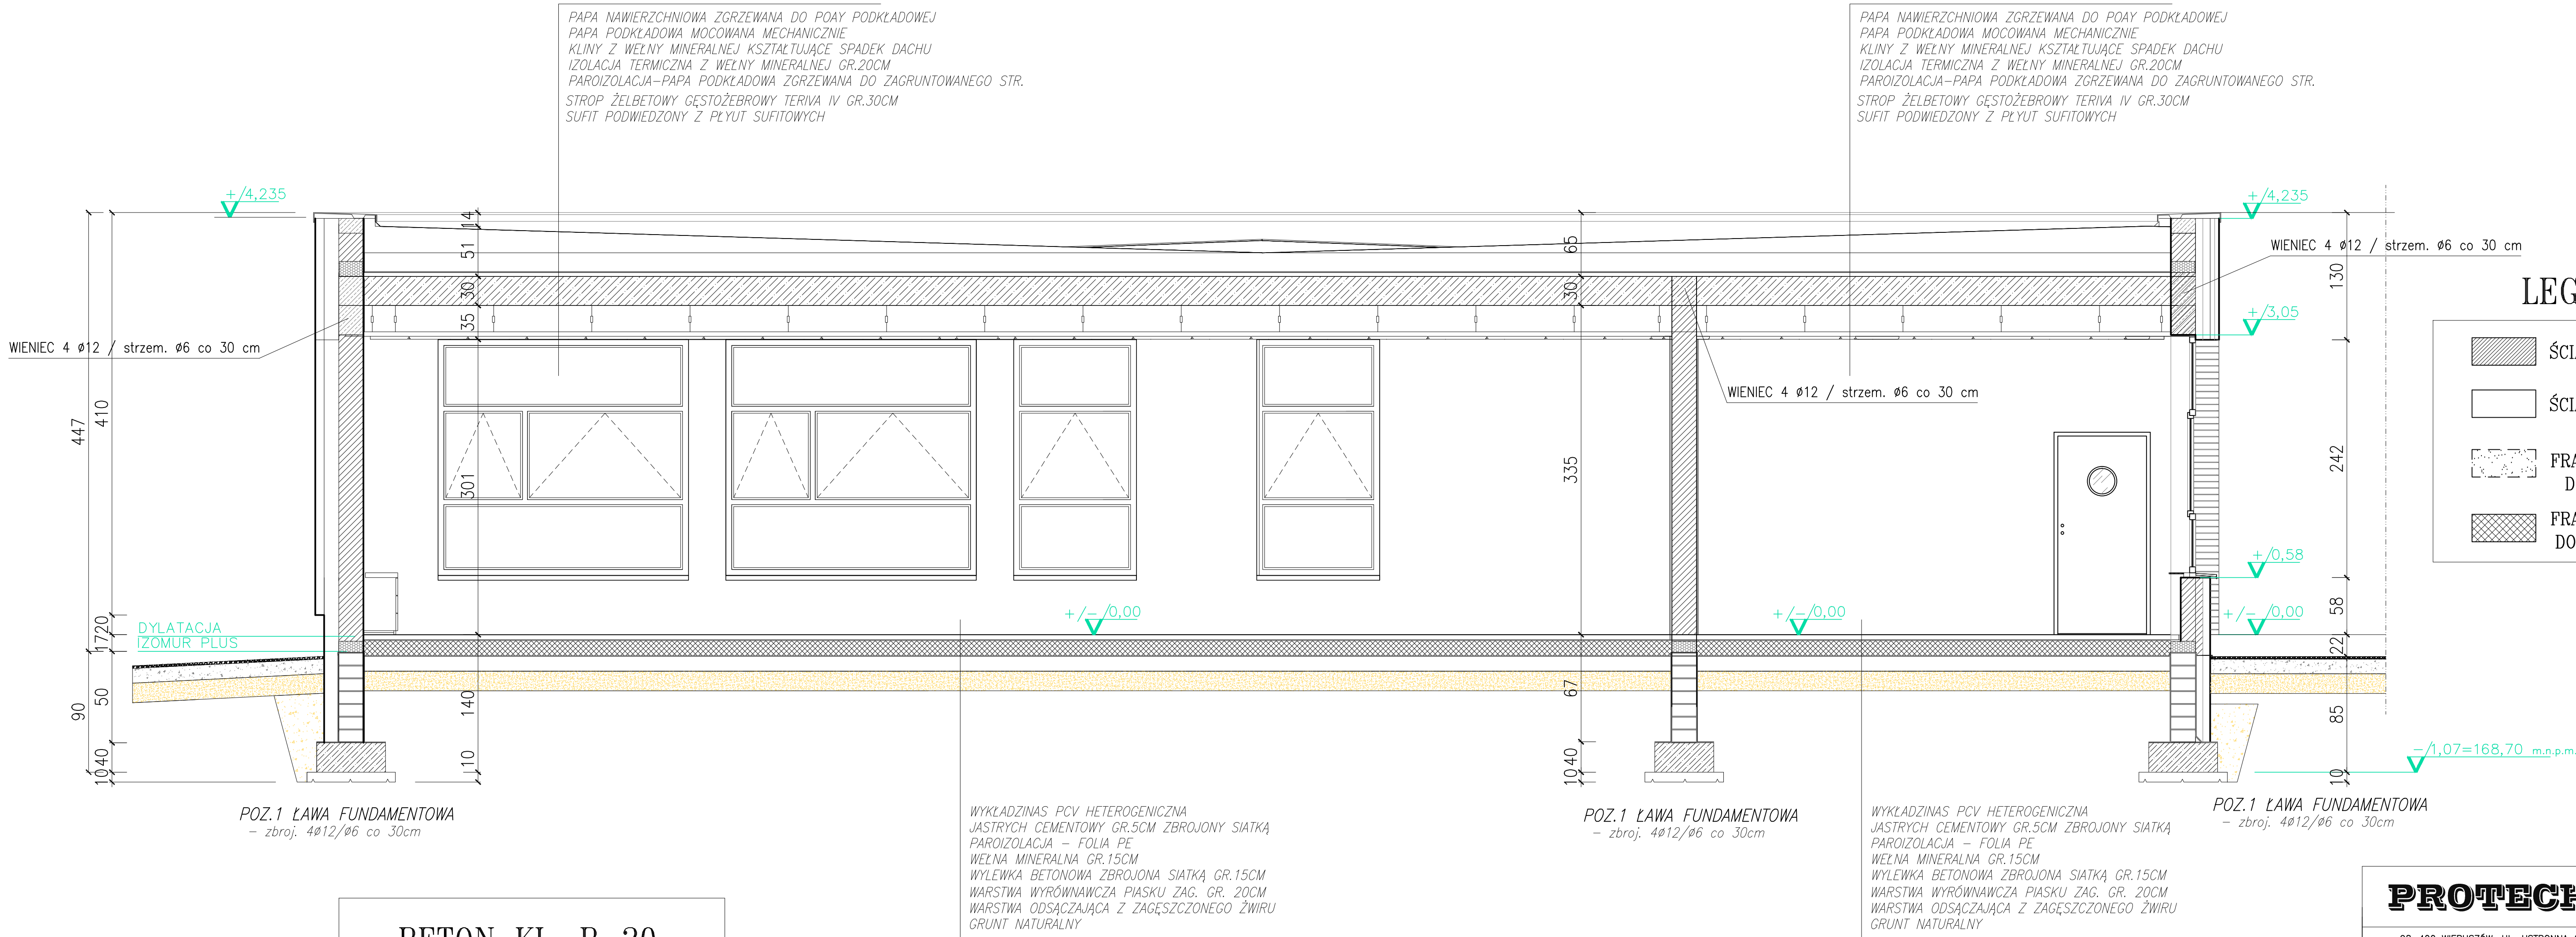 PAPA NAWIERZCHNIOWA ZGRZEWANA DO POAY PODKŁADOWEJ
PAPA PODKŁADOWA MOCOWANA MECHANICZNIE
KLINY Z WEŁNY MINERALNEJ KSZTAŁTUJĄCE SPADEK DACHU
IZOLACJA TERMICZNA Z WEŁNY MINERALNEJ GR.20CM
PAROIZOLACJA-PAPA PODKŁADOWA ZGRZEWANA DO ZAGRUNTOWANEGO STR.
STROP ŻELBETOWY GĘSTOŻEBROWY TERIVA IV GR.30CM
SUFIT PODWIEDZONY Z PŁYUT SUFITOWYCH
PAPA NAWIERZCHNIOWA ZGRZEWANA DO POAY PODKŁADOWEJ
PAPA PODKŁADOWA MOCOWANA MECHANICZNIE
KLINY Z WEŁNY MINERALNEJ KSZTAŁTUJĄCE SPADEK DACHU
IZOLACJA TERMICZNA Z WEŁNY MINERALNEJ GR.20CM
PAROIZOLACJA-PAPA PODKŁADOWA ZGRZEWANA DO ZAGRUNTOWANEGO STR.
STROP ŻELBETOWY GĘSTOŻEBROWY TERIVA IV GR.30CM
SUFIT PODWIEDZONY Z PŁYUT SUFITOWYCH
+/4,235
+/4,235
WIENIEC 4 ø12 / strzem. ø6 co 30 cm
+/3,05
WIENIEC 4 ø12 / strzem. ø6 co 30 cm
WIENIEC 4 ø12 / strzem. ø6 co 30 cm
447
410
20
17
90
50
40
10
14
51
30
35
301
140
10
65
30
335
67
40
10
130
242
58
22
85
10
+/0,58
+/-/0,00
+/-/0,00
+/-/0,00
DYLATACJA
IZOMUR PLUS
-/1,07=168,70 m.n.p.m.
LEG
ŚCI
ŚCI
FRA
D
FRA
DO
POZ.1 ŁAWA FUNDAMENTOWA
- zbroj. 4ø12/ø6 co 30cm
POZ.1 ŁAWA FUNDAMENTOWA
- zbroj. 4ø12/ø6 co 30cm
POZ.1 ŁAWA FUNDAMENTOWA
- zbroj. 4ø12/ø6 co 30cm
WYKŁADZINAS PCV HETEROGENICZNA
JASTRYCH CEMENTOWY GR.5CM ZBROJONY SIATKĄ
PAROIZOLACJA - FOLIA PE
WEŁNA MINERALNA GR.15CM
WYLEWKA BETONOWA ZBROJONA SIATKĄ GR.15CM
WARSTWA WYRÓWNAWCZA PIASKU ZAG. GR. 20CM
WARSTWA ODSĄCZAJĄCA Z ZAGĘSZCZONEGO ŻWIRU
GRUNT NATURALNY
WYKŁADZINAS PCV HETEROGENICZNA
JASTRYCH CEMENTOWY GR.5CM ZBROJONY SIATKĄ
PAROIZOLACJA - FOLIA PE
WEŁNA MINERALNA GR.15CM
WYLEWKA BETONOWA ZBROJONA SIATKĄ GR.15CM
WARSTWA WYRÓWNAWCZA PIASKU ZAG. GR. 20CM
WARSTWA ODSĄCZAJĄCA Z ZAGĘSZCZONEGO ŻWIRU
GRUNT NATURALNY
BETON KL. B 20
PROTECH